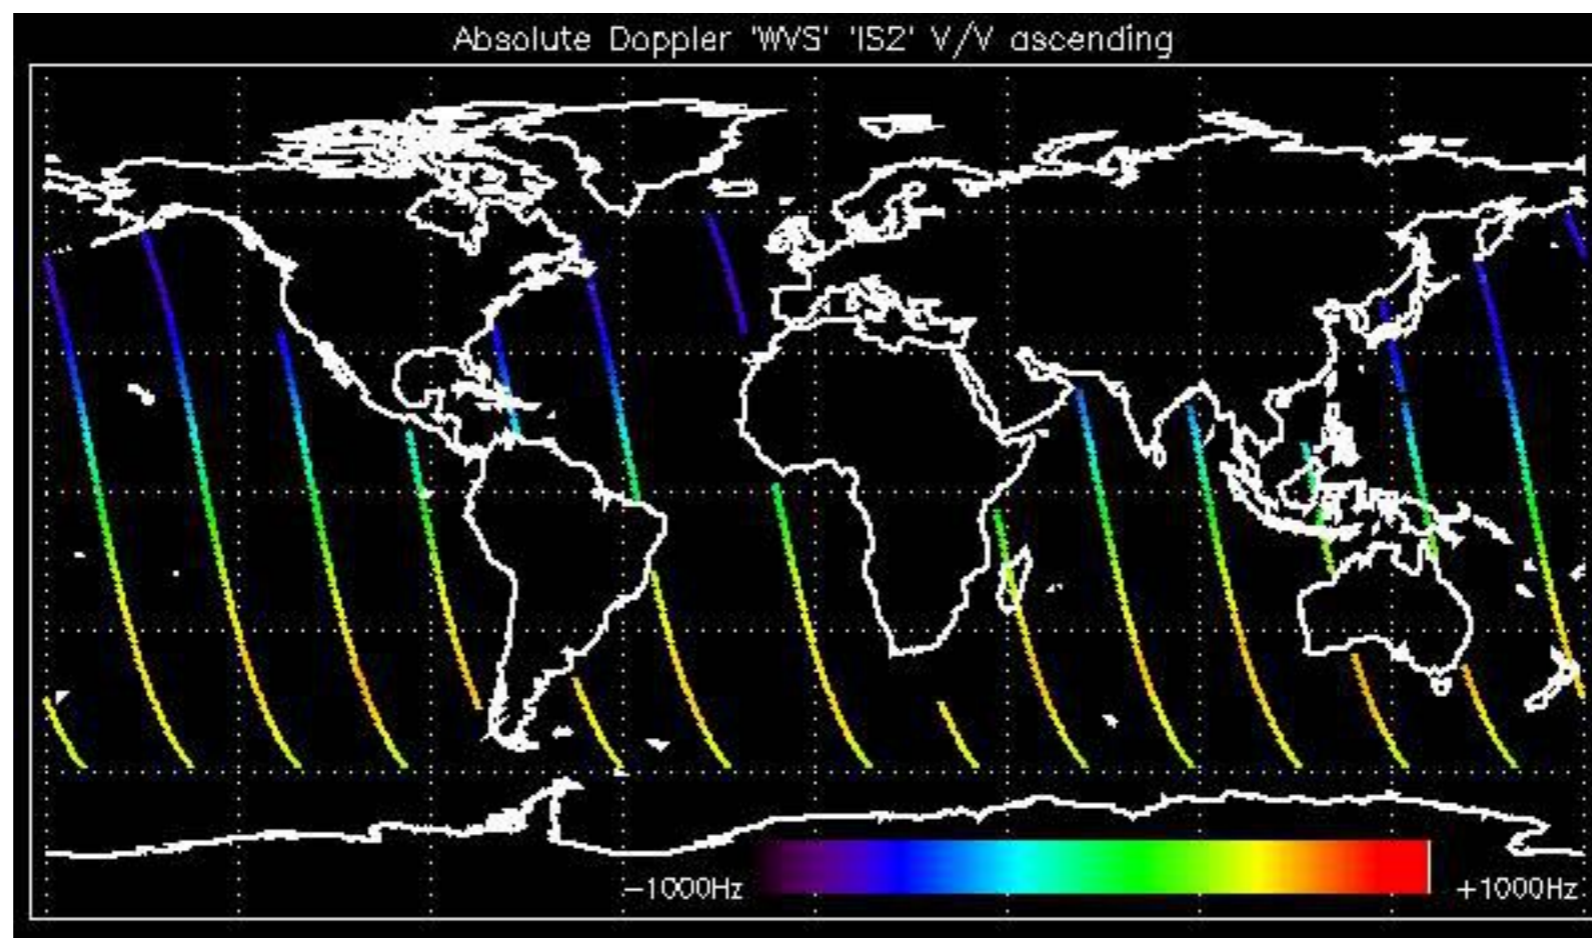 Absolute Doppler 'WVS' 'IS2' V/V ascending
−1000Hz +1000Hz